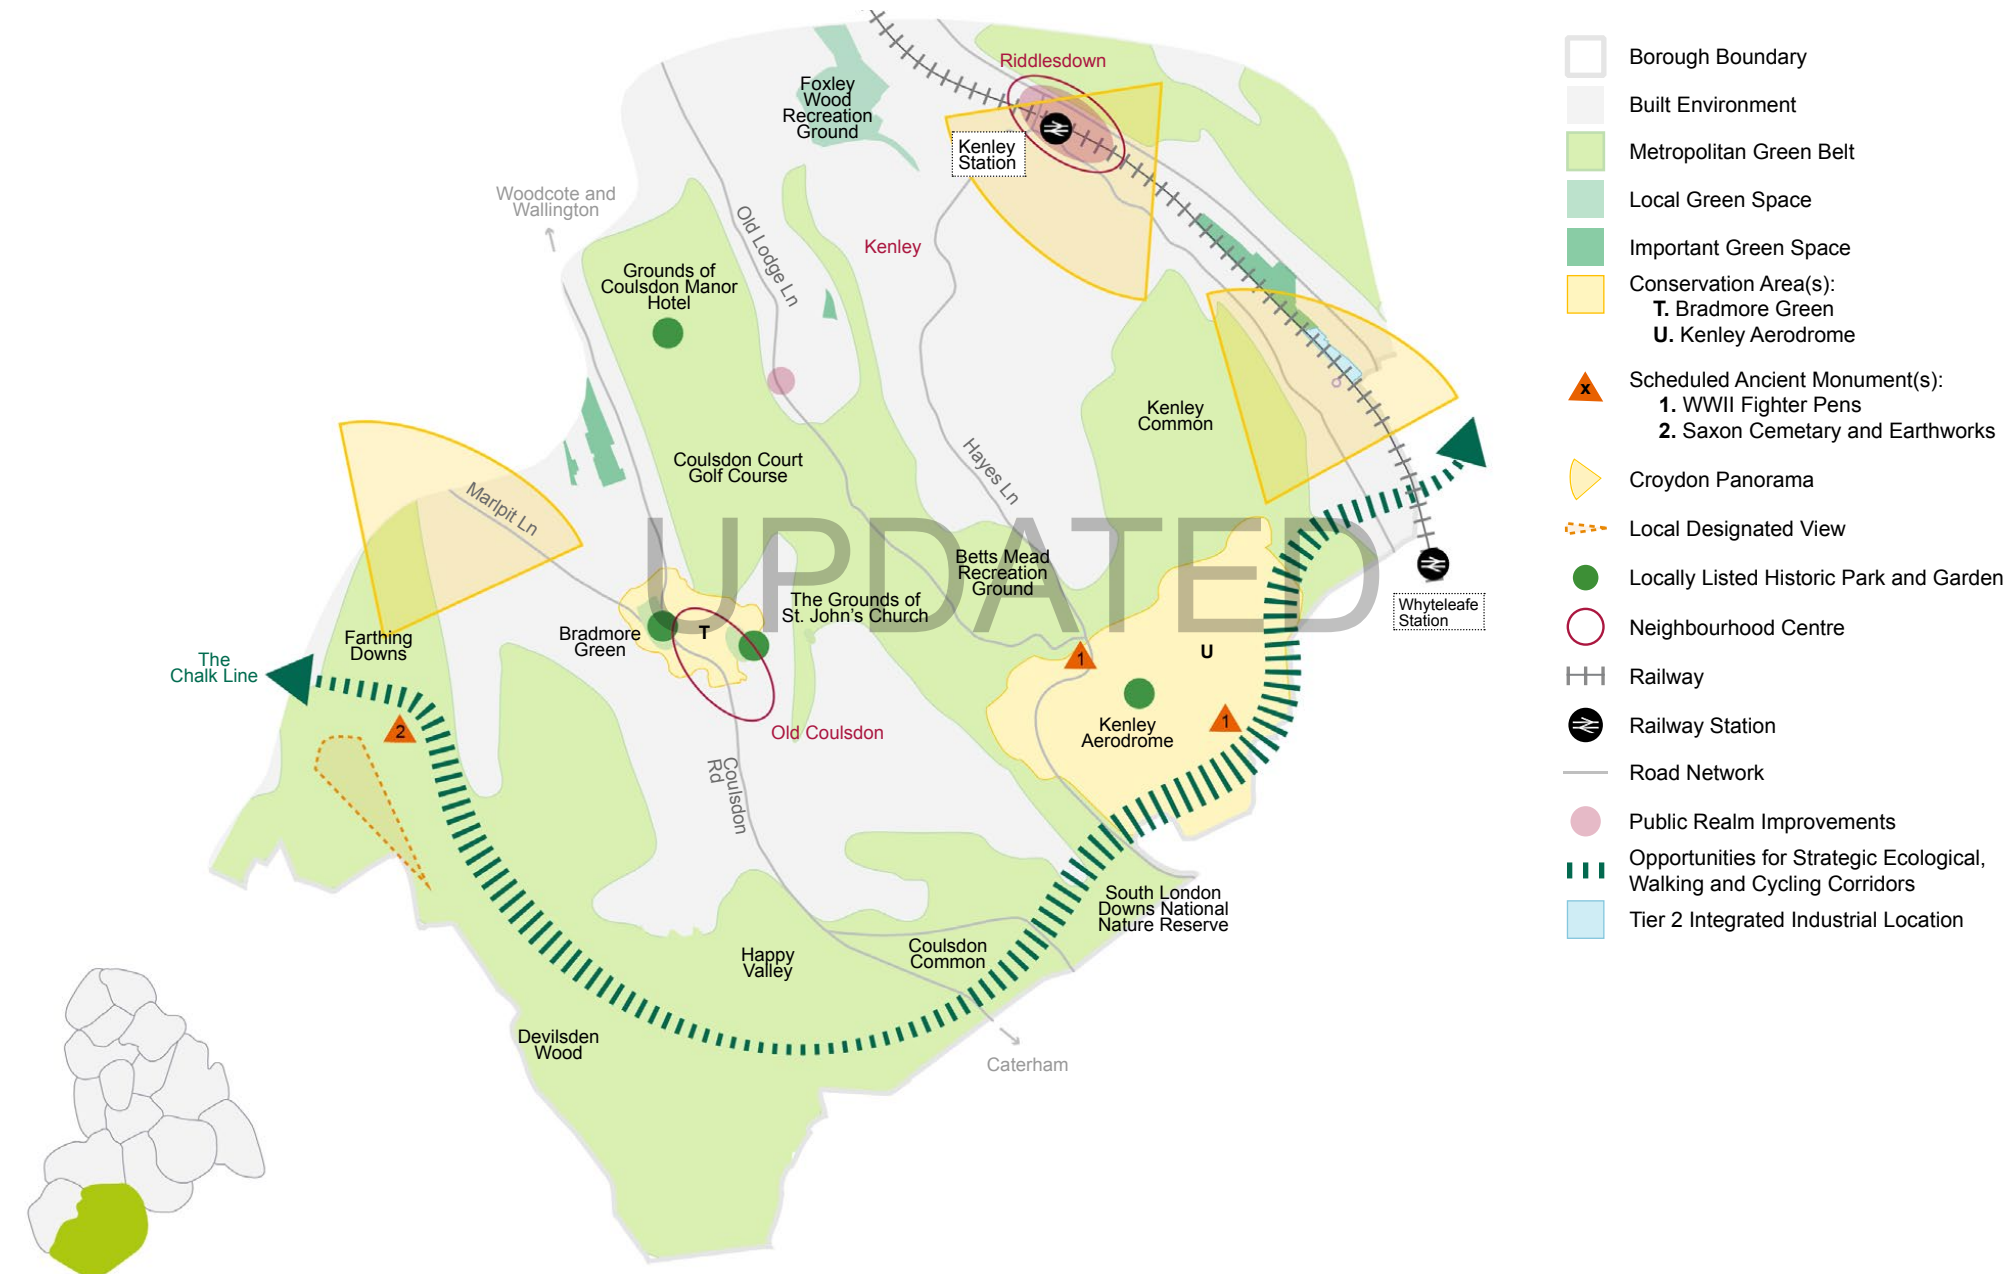 Riddlesdown
Foxley
Wood
Recreation
Ground
Kenley
Station
Woodcote and
Wallington
Old Lodge Ln
Kenley
Grounds of
Coulsdon Manor
Hotel
Kenley
Common
Coulsdon Court
Golf Course
Hayes Ln
Marlpit Ln
UPDATED
Betts Mead
Recreation
Ground
The Grounds of
St. John's Church
Whyteleafe
Station
Bradmore
Green
T
Farthing
Downs
U
1
The
Chalk Line
2
Old Coulsdon
Kenley
Aerodrome
1
Coulsdon
Rd
South London
Downs National
Nature Reserve
Happy
Valley
Coulsdon
Common
Devilsden
Wood
Caterham
Borough Boundary
Built Environment
Metropolitan Green Belt
Local Green Space
Important Green Space
Conservation Area(s):
T. Bradmore Green
U. Kenley Aerodrome
x
Scheduled Ancient Monument(s):
1. WWII Fighter Pens
2. Saxon Cemetary and Earthworks
Croydon Panorama
Local Designated View
Locally Listed Historic Park and Garden
Neighbourhood Centre
Railway
Railway Station
Road Network
Public Realm Improvements
Opportunities for Strategic Ecological,
Walking and Cycling Corridors
Tier 2 Integrated Industrial Location